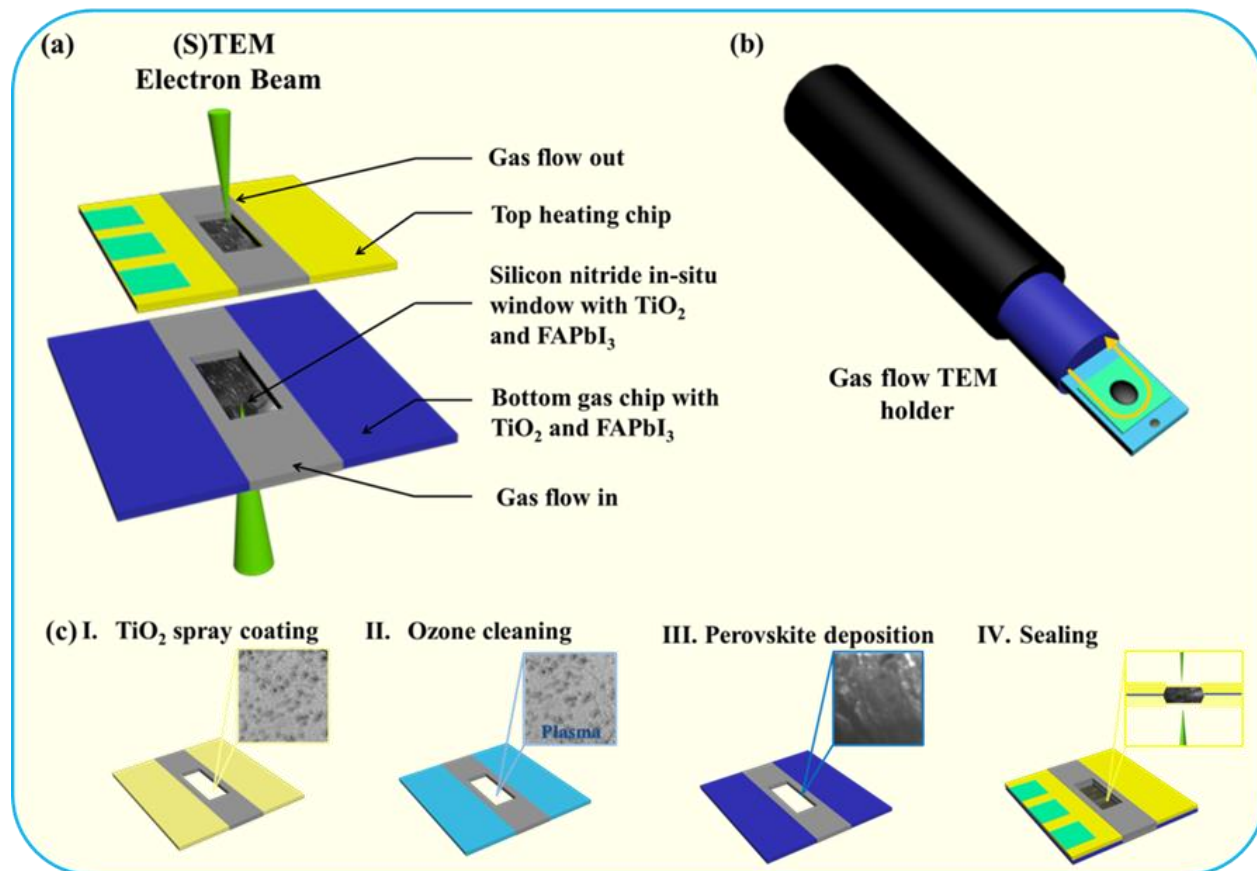 (a)
(S)TEM
Electron Beam
Gas flow out
Top heating chip
Silicon nitride in-situ
window with TiO₂
and FAPbI₃
Bottom gas chip with
TiO₂ and FAPbI₃
Gas flow in
(b)
Gas flow TEM
holder
(c) I. TiO₂ spray coating
II. Ozone cleaning
Plasma
III. Perovskite deposition
IV. Sealing